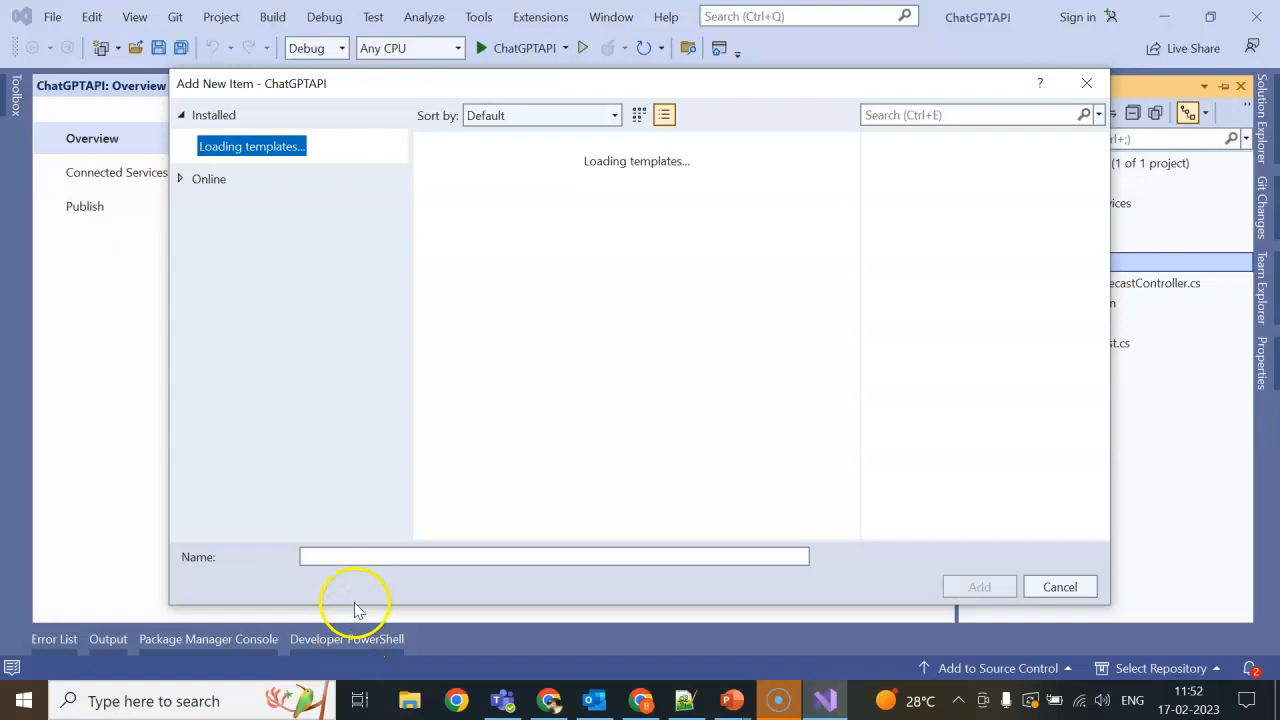 File Edit View Git Project Build Debug Test Analyze Tools Extensions Window Help Search (Ctrl+Q) ChatGPTAPI Sign in
Debug Any CPU ChatGPTAPI Live Share
ChatGPTAPI: Overview
Add New Item - ChatGPTAPI ?
Installed
Sort by: Default
Search (Ctrl+E)
Loading templates...
Loading templates...
Online
Overview
Connected Services
Publish
Toolbox
+;)
(1 of 1 project)
vices
ecastController.cs
n
st.cs
Solution Explorer
Git Changes
Team Explorer
Properties
Name:
Add Cancel
Error List Output Package Manager Console Developer PowerShell
Add to Source Control Select Repository 2
Type here to search
28°C ENG 11:52
17-02-2023